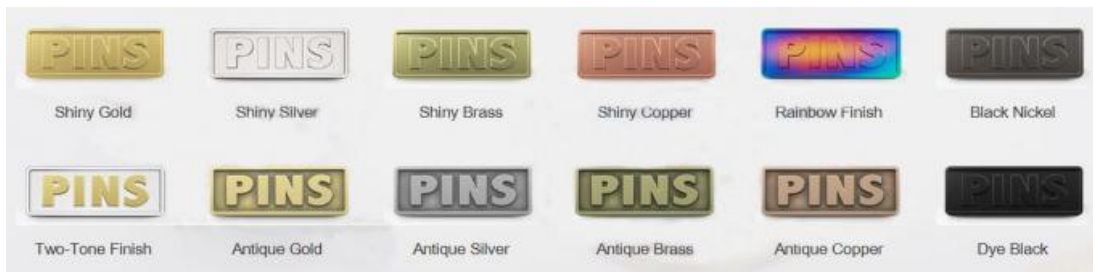 PINS PINS PINS PINS PINS PINS
Shiny Gold Shiny Silver Shiny Brass Shiny Copper Rainbow Finish Black Nickel
PINS PINS PINS PINS PINS PINS
Two-Tone Finish Antique Gold Antique Silver Antique Brass Antique Copper Dye Black